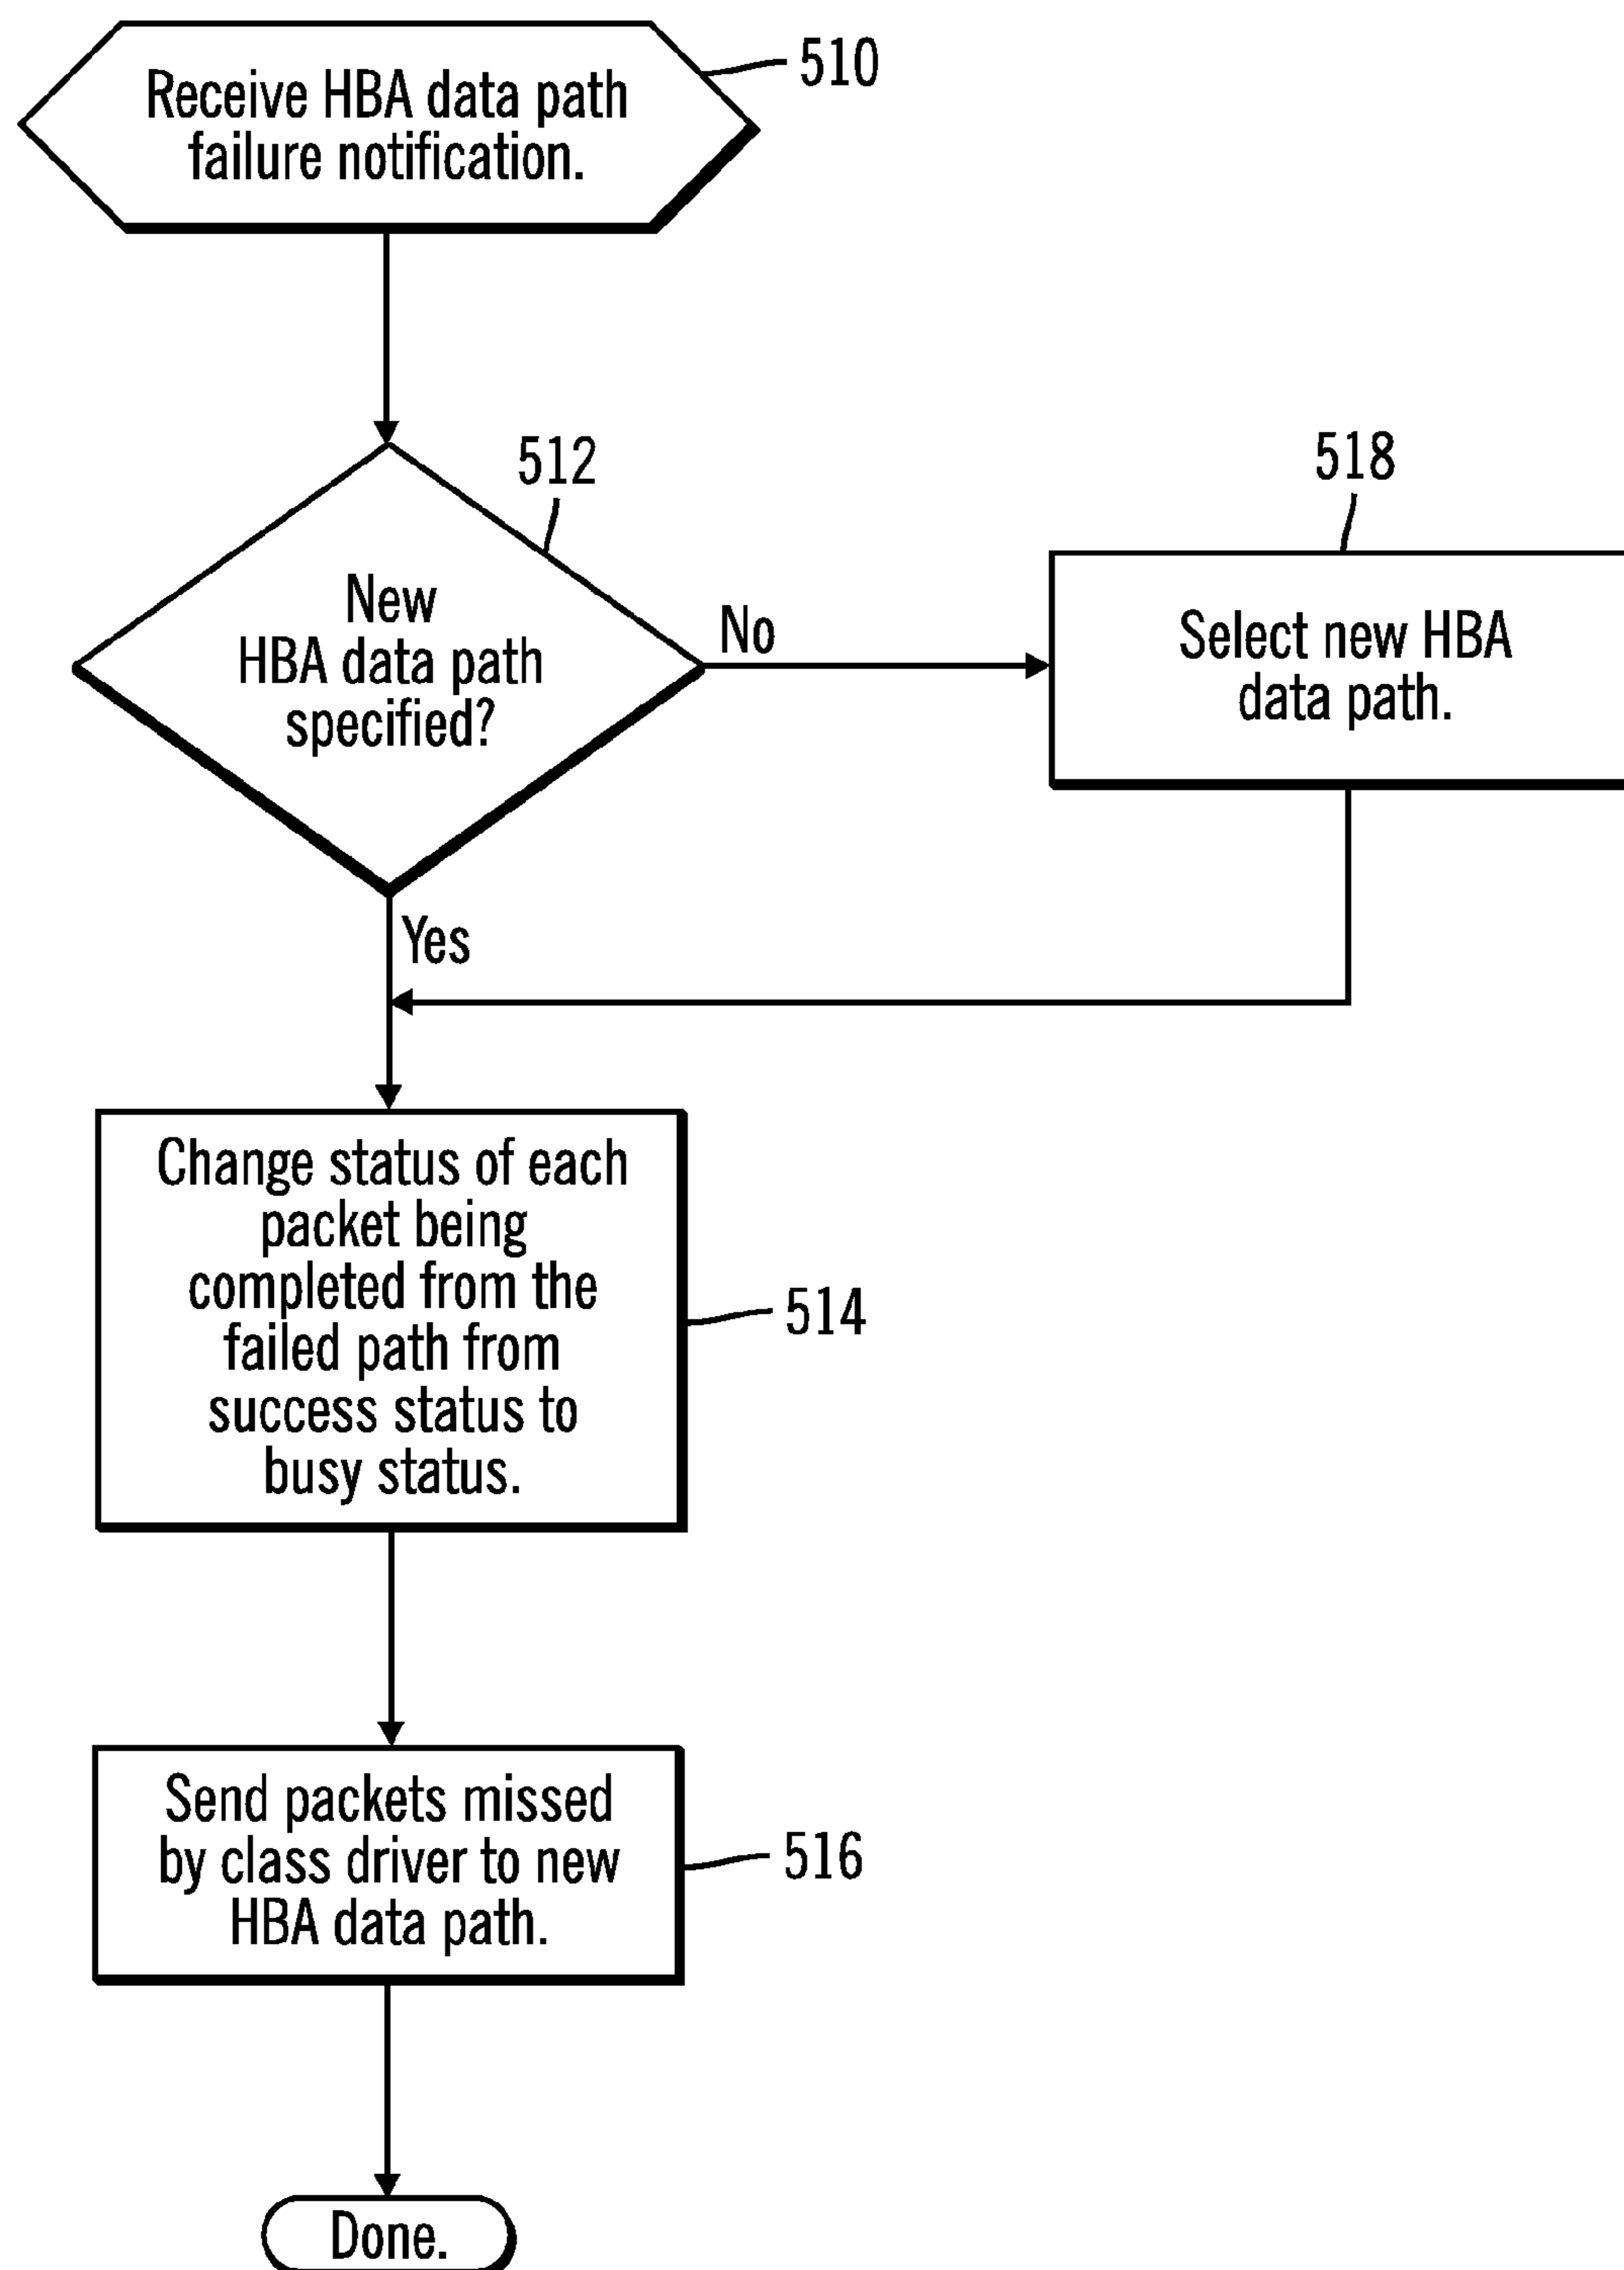 Receive HBA data path
failure notification.
510
512
New
HBA data path
specified?
No
518
Select new HBA
data path.
Yes
Change status of each
packet being
completed from the
failed path from
success status to
busy status.
514
Send packets missed
by class driver to new
HBA data path.
516
Done.